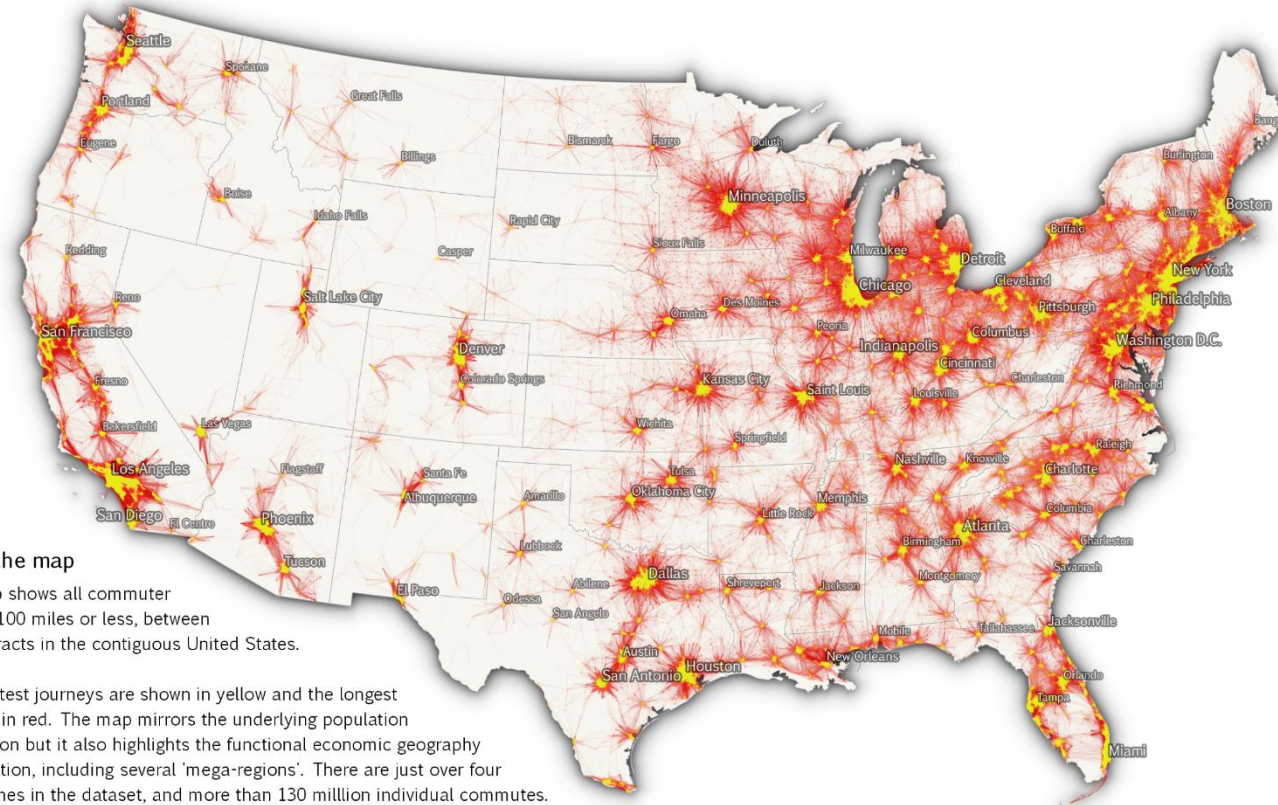 Seattle
Spokane
Great Falls
Portland
Eugene
Billings
Bismarck
Fargo
Duluth
Bang
Burlington
Boise
Idaho Falls
Rapid City
Minneapolis
Albany
Boston
Buffalo
Redding
Casper
Sioux Falls
Milwaukee
Detroit
Cleveland
New York
Reno
Salt Lake City
Chicago
Pittsburgh
Philadelphia
San Francisco
Omaha
Des Moines
Peoria
Columbus
Indianapolis
Washington D.C.
Denver
Cincinnati
Fresno
Colorado Springs
Kansas City
Saint Louis
Louisville
Charleston
Richmond
Bakersfield
Las Vegas
Wichita
Springfield
Raleigh
Los Angeles
Flagstaff
Santa Fe
Tulsa
Nashville
Knoxville
Charlotte
Albuquerque
Amarillo
Oklahoma City
Memphis
San Diego
El Centro
Phoenix
Little Rock
Columbia
Atlanta
Lubbock
Birmingham
Charleston
Tucson
Dallas
Montgomery
Savannah
El Paso
Odessa
Abilene
Shreveport
Jackson
San Angelo
Jacksonville
Mobile
Tallahassee
Austin
New Orleans
San Antonio
Houston
Orlando
Tampa
Miami
he map
o shows all commuter
100 miles or less, between
racts in the contiguous United States.
test journeys are shown in yellow and the longest
in red. The map mirrors the underlying population
on but it also highlights the functional economic geography
tion, including several 'mega-regions'. There are just over four
nes in the dataset, and more than 130 milllion individual commutes.